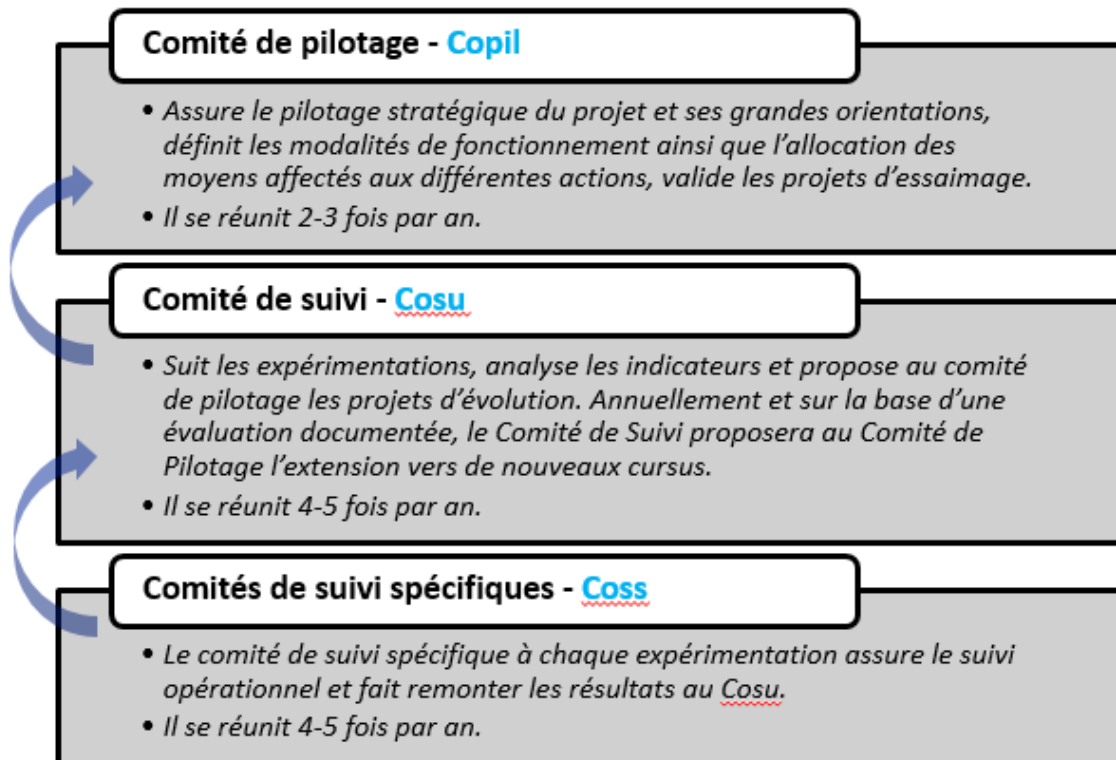 Comité de pilotage - Copil
• Assure le pilotage stratégique du projet et ses grandes orientations,
définit les modalités de fonctionnement ainsi que l’allocation des
moyens affectés aux différentes actions, valide les projets d’essaimage.
• Il se réunit 2-3 fois par an.
Comité de suivi - Cosu
• Suit les expérimentations, analyse les indicateurs et propose au comité
de pilotage les projets d’évolution. Annuellement et sur la base d’une
évaluation documentée, le Comité de Suivi proposera au Comité de
Pilotage l’extension vers de nouveaux cursus.
• Il se réunit 4-5 fois par an.
Comités de suivi spécifiques - Coss
• Le comité de suivi spécifique à chaque expérimentation assure le suivi
opérationnel et fait remonter les résultats au Cosu.
• Il se réunit 4-5 fois par an.